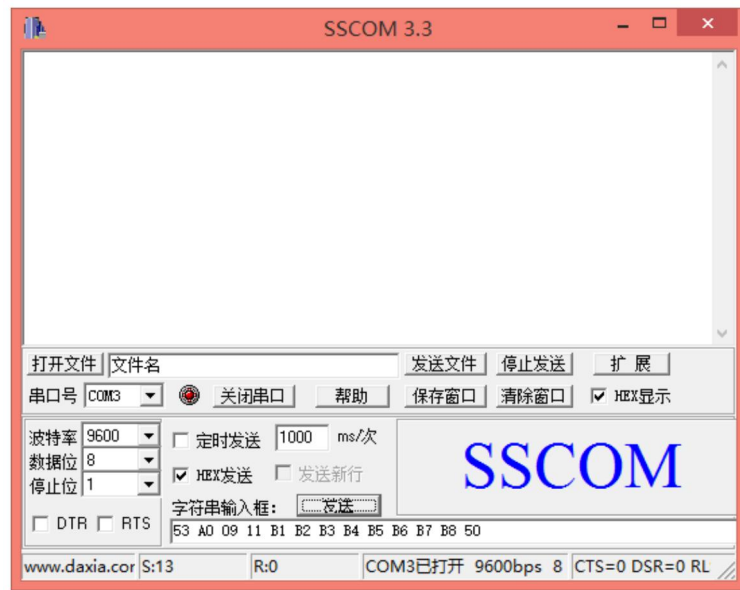 SSCOM 3.3
打开文件 文件名 发送文件 停止发送 扩 展
串口号 COM3 关闭串口 帮助 保存窗口 清除窗口 HEX显示
波特率 9600 定时发送 1000 ms/次
数据位 8 HEX发送 发送新行
停止位 1
SSCOM
字符串输入框： 发送
DTR RTS 53 A0 09 11 B1 B2 B3 B4 B5 B6 B7 B8 50
www.daxia.cor S:13 R:0 COM3已打开 9600bps 8 CTS=0 DSR=0 RL